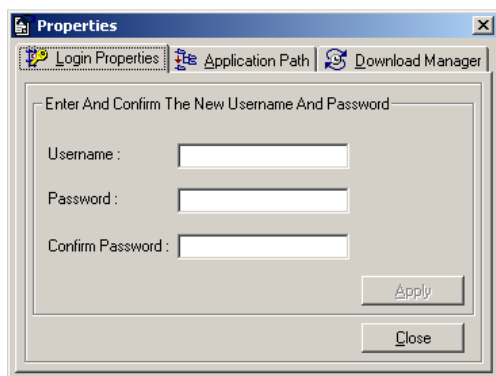 Properties
Login Properties Application Path Download Manager
Enter And Confirm The New Username And Password
Username :
Password :
Confirm Password :
Apply
Close